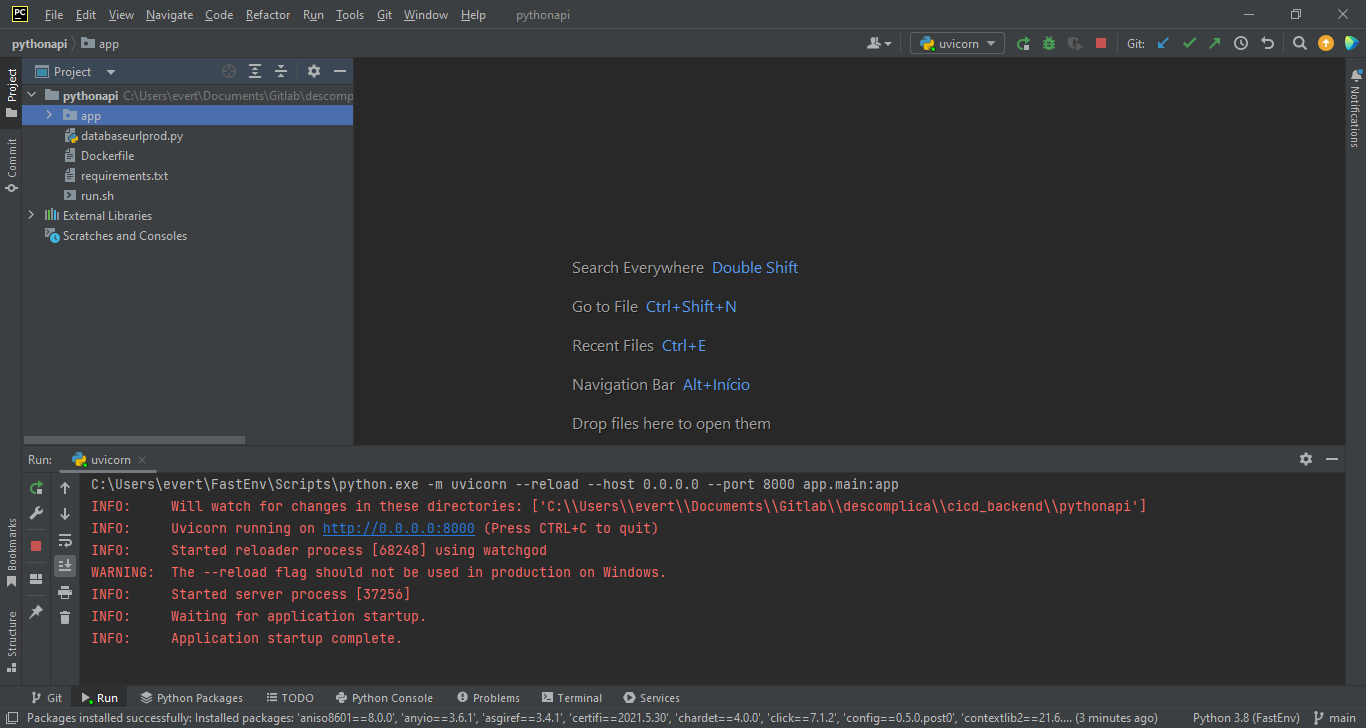 PC File Edit View Navigate Code Refactor Run Tools Git Window Help pythonapi
pythonapi app uvicorn Git:
Project
Project
pythonapi C:\Users\evert\Documents\Gitlab\descomp
app
databaseurlprod.py
Dockerfile
requirements.txt
run.sh
External Libraries
Scratches and Consoles
Commit
Notifications
Search Everywhere Double Shift
Go to File Ctrl+Shift+N
Recent Files Ctrl+E
Navigation Bar Alt+Início
Drop files here to open them
Run: uvicorn
C:\Users\evert\FastEnv\Scripts\python.exe -m uvicorn --reload --host 0.0.0.0 --port 8000 app.main:app
INFO: Will watch for changes in these directories: ['C:\\Users\\evert\\Documents\\Gitlab\\descomplica\\cicd_backend\\pythonapi']
INFO: Uvicorn running on http://0.0.0.0:8000 (Press CTRL+C to quit)
INFO: Started reloader process [68248] using watchgod
WARNING: The --reload flag should not be used in production on Windows.
INFO: Started server process [37256]
INFO: Waiting for application startup.
INFO: Application startup complete.
Bookmarks
Structure
Git Run Python Packages TODO Python Console Problems Terminal Services
Packages installed successfully: Installed packages: 'aniso8601==8.0.0', 'anyio==3.6.1', 'asgiref==3.4.1', 'certifi==2021.5.30', 'chardet==4.0.0', 'click==7.1.2', 'config==0.5.0.post0', 'contextlib2==21.6.... (3 minutes ago) Python 3.8 (FastEnv) main